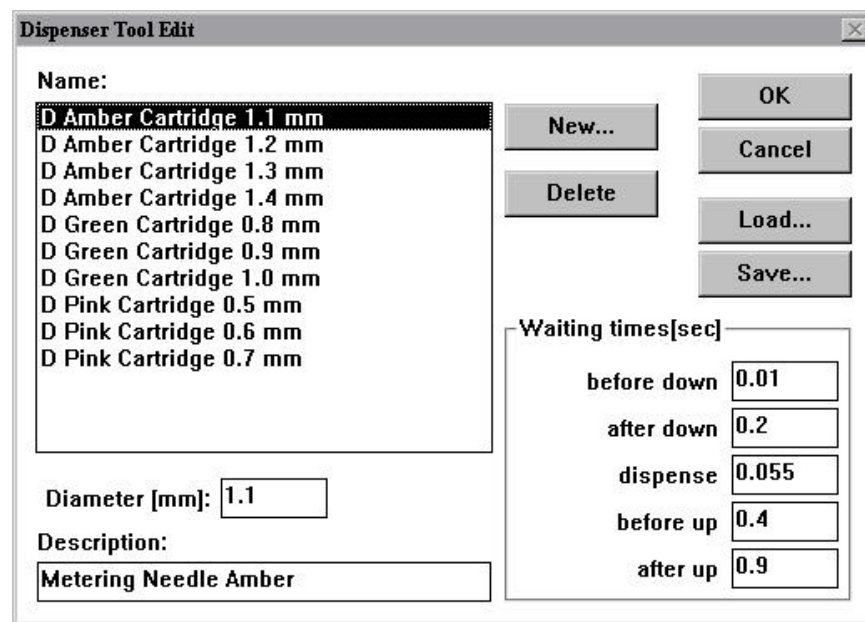 Dispenser Tool Edit
Name:
D Amber Cartridge 1.1 mm
D Amber Cartridge 1.2 mm
D Amber Cartridge 1.3 mm
D Amber Cartridge 1.4 mm
D Green Cartridge 0.8 mm
D Green Cartridge 0.9 mm
D Green Cartridge 1.0 mm
D Pink Cartridge 0.5 mm
D Pink Cartridge 0.6 mm
D Pink Cartridge 0.7 mm
New...
Delete
OK
Cancel
Load...
Save...
Diameter [mm]: 1.1
Description:
Metering Needle Amber
Waiting times[sec]
before down 0.01
after down 0.2
dispense 0.055
before up 0.4
after up 0.9